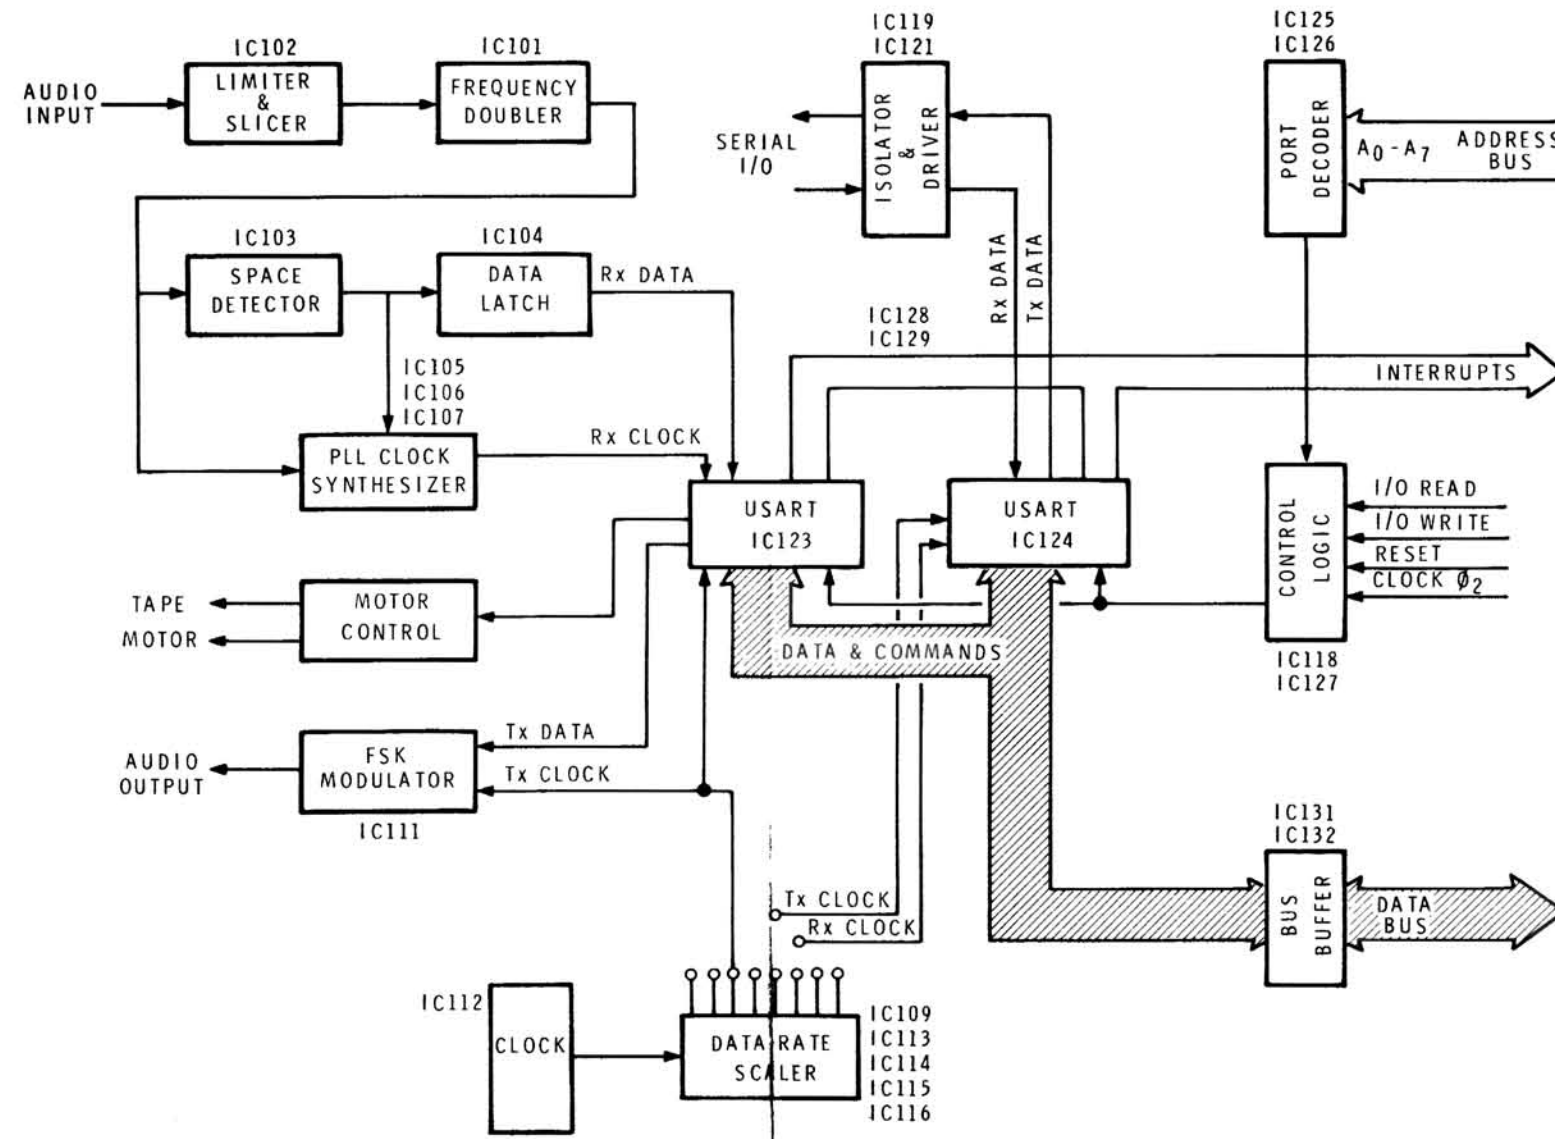 IC102
LIMITER
&
SLICER
AUDIO
INPUT
IC101
FREQUENCY
DOUBLER
IC119
IC121
ISOLATOR
&
DRIVER
SERIAL
I/O
IC125
IC126
PORT
DECODER
A0-A7
ADDRESS
BUS
IC103
SPACE
DETECTOR
IC104
DATA
LATCH
Rx DATA
Rx DATA
Tx DATA
IC128
IC129
INTERRUPTS
IC105
IC106
IC107
PLL CLOCK
SYNTHESIZER
Rx CLOCK
USART
IC123
USART
IC124
CONTROL
LOGIC
I/O READ
I/O WRITE
RESET
CLOCK Ø2
IC118
IC127
TAPE
MOTOR
MOTOR
CONTROL
DATA & COMMANDS
AUDIO
OUTPUT
FSK
MODULATOR
IC111
Tx DATA
Tx CLOCK
IC131
IC132
BUS
BUFFER
DATA
BUS
Tx CLOCK
Rx CLOCK
IC112
CLOCK
DATA RATE
SCALER
IC109
IC113
IC114
IC115
IC116